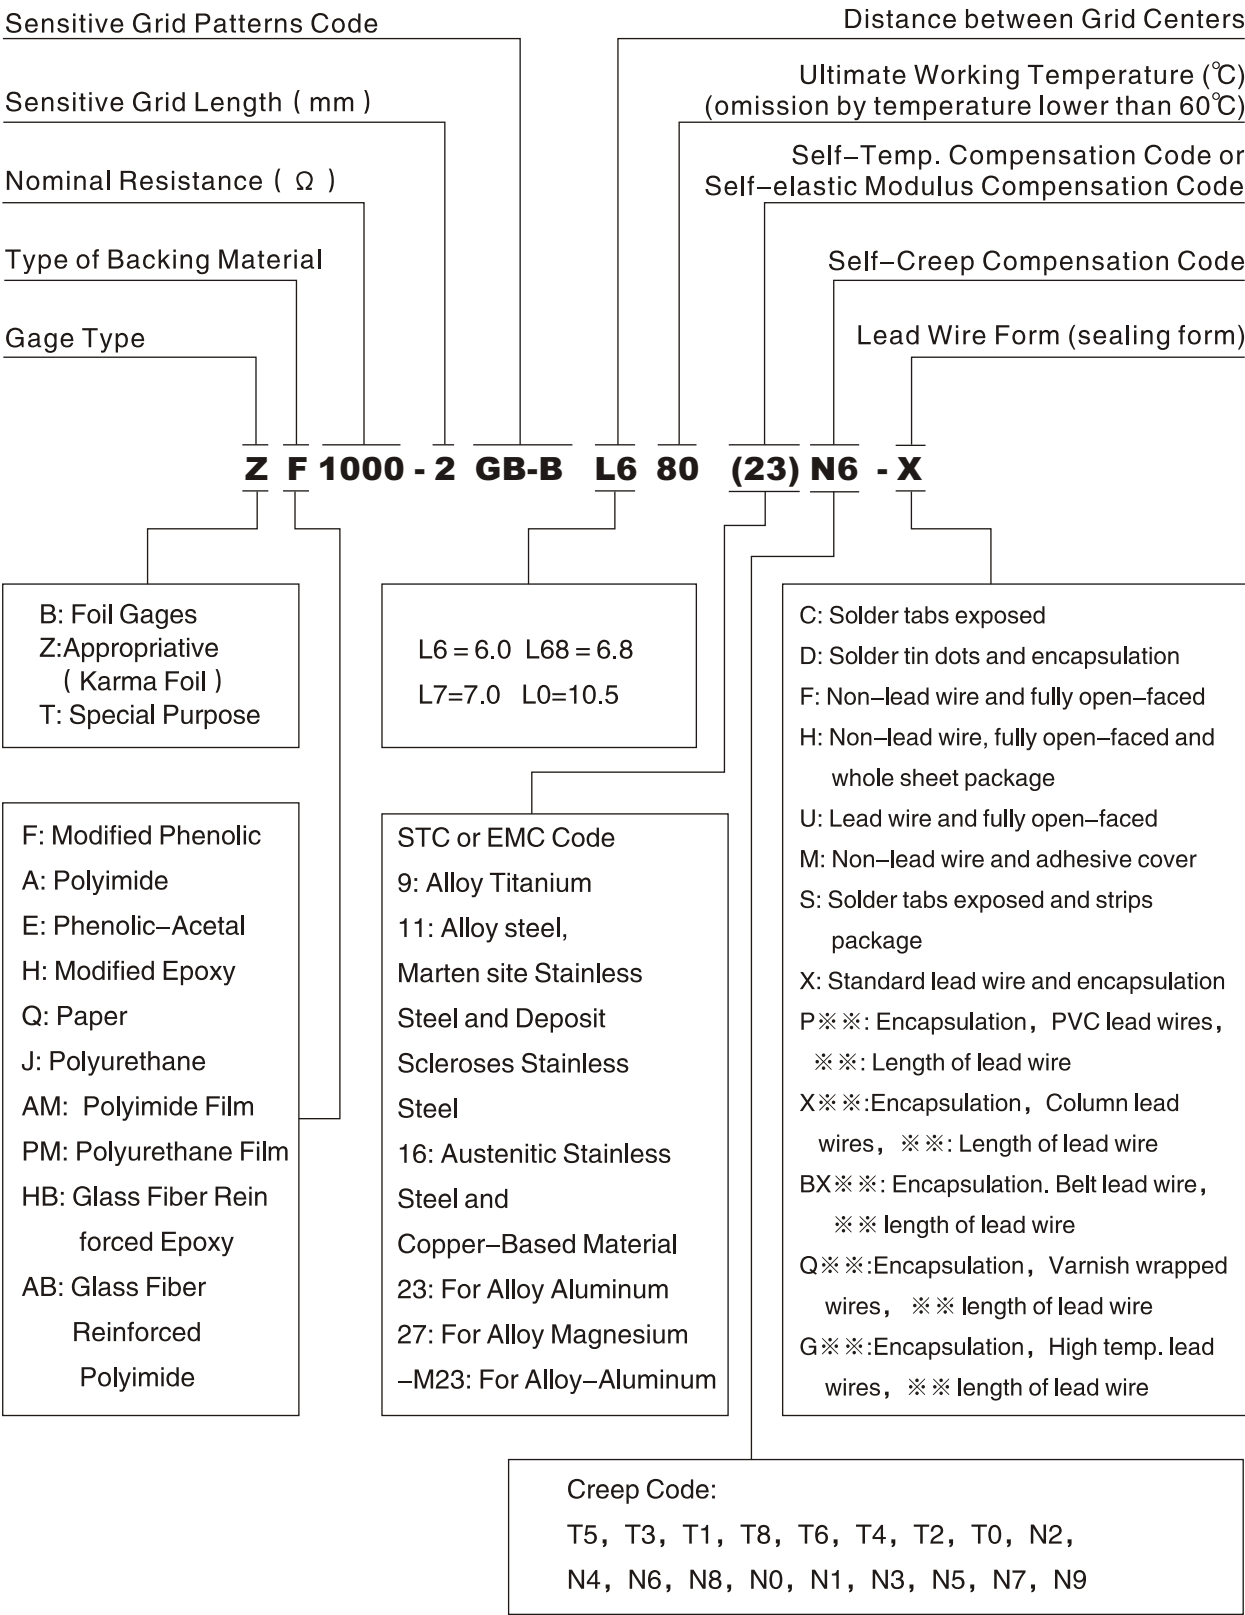 Sensitive Grid Patterns Code
Distance between Grid Centers
Sensitive Grid Length ( mm )
Ultimate Working Temperature (℃)
(omission by temperature lower than 60℃)
Nominal Resistance ( Ω )
Self–Temp. Compensation Code or
Self–elastic Modulus Compensation Code
Type of Backing Material
Self–Creep Compensation Code
Gage Type
Lead Wire Form (sealing form)
Z F 1000 - 2 GB-B L6 80 (23) N6 - X
B: Foil Gages
Z:Appropriative
( Karma Foil )
T: Special Purpose
L6 = 6.0 L68 = 6.8
L7=7.0 L0=10.5
F: Modified Phenolic
A: Polyimide
E: Phenolic–Acetal
H: Modified Epoxy
Q: Paper
J: Polyurethane
AM: Polyimide Film
PM: Polyurethane Film
HB: Glass Fiber Rein
forced Epoxy
AB: Glass Fiber
Reinforced
Polyimide
STC or EMC Code
9: Alloy Titanium
11: Alloy steel,
Marten site Stainless
Steel and Deposit
Scleroses Stainless
Steel
16: Austenitic Stainless
Steel and
Copper–Based Material
23: For Alloy Aluminum
27: For Alloy Magnesium
–M23: For Alloy–Aluminum
C: Solder tabs exposed
D: Solder tin dots and encapsulation
F: Non–lead wire and fully open–faced
H: Non–lead wire, fully open–faced and
whole sheet package
U: Lead wire and fully open–faced
M: Non–lead wire and adhesive cover
S: Solder tabs exposed and strips
package
X: Standard lead wire and encapsulation
P※※: Encapsulation, PVC lead wires,
※※: Length of lead wire
X※※:Encapsulation, Column lead
wires, ※※: Length of lead wire
BX※※: Encapsulation. Belt lead wire,
※※ length of lead wire
Q※※:Encapsulation, Varnish wrapped
wires, ※※ length of lead wire
G※※:Encapsulation, High temp. lead
wires, ※※ length of lead wire
Creep Code:
T5, T3, T1, T8, T6, T4, T2, T0, N2,
N4, N6, N8, N0, N1, N3, N5, N7, N9